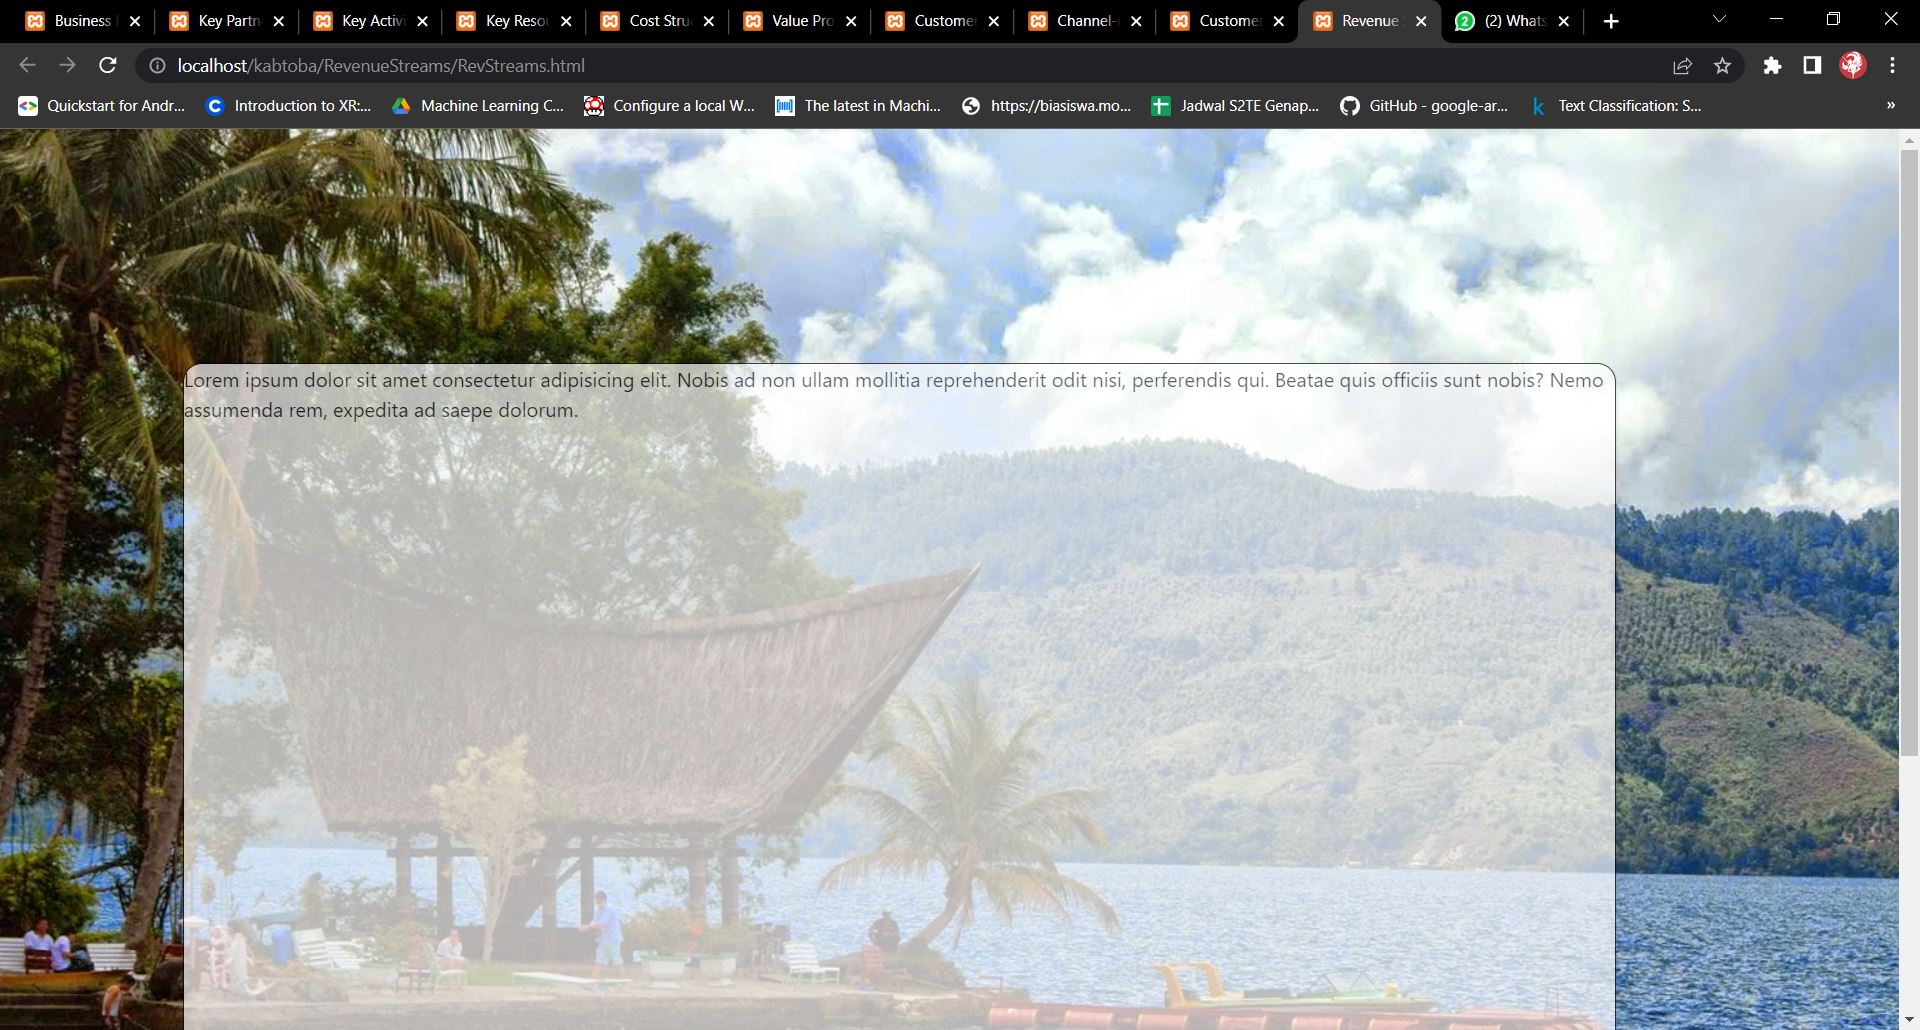 Business
Key Partn
Key Activi
Key Reso
Cost Stru
Value Pro
Customer
Channel-
Customer
Revenue
(2) Whats
localhost/kabtoba/RevenueStreams/RevStreams.html
Quickstart for Andr...
Introduction to XR:...
Machine Learning C...
Configure a local W...
The latest in Machi...
https://biasiswa.mo...
Jadwal S2TE Genap...
GitHub - google-ar...
Text Classification: S...
Lorem ipsum dolor sit amet consectetur adipisicing elit. Nobis ad non ullam mollitia reprehenderit odit nisi, perferendis qui. Beatae quis officiis sunt nobis? Nemo
assumenda rem, expedita ad saepe dolorum.